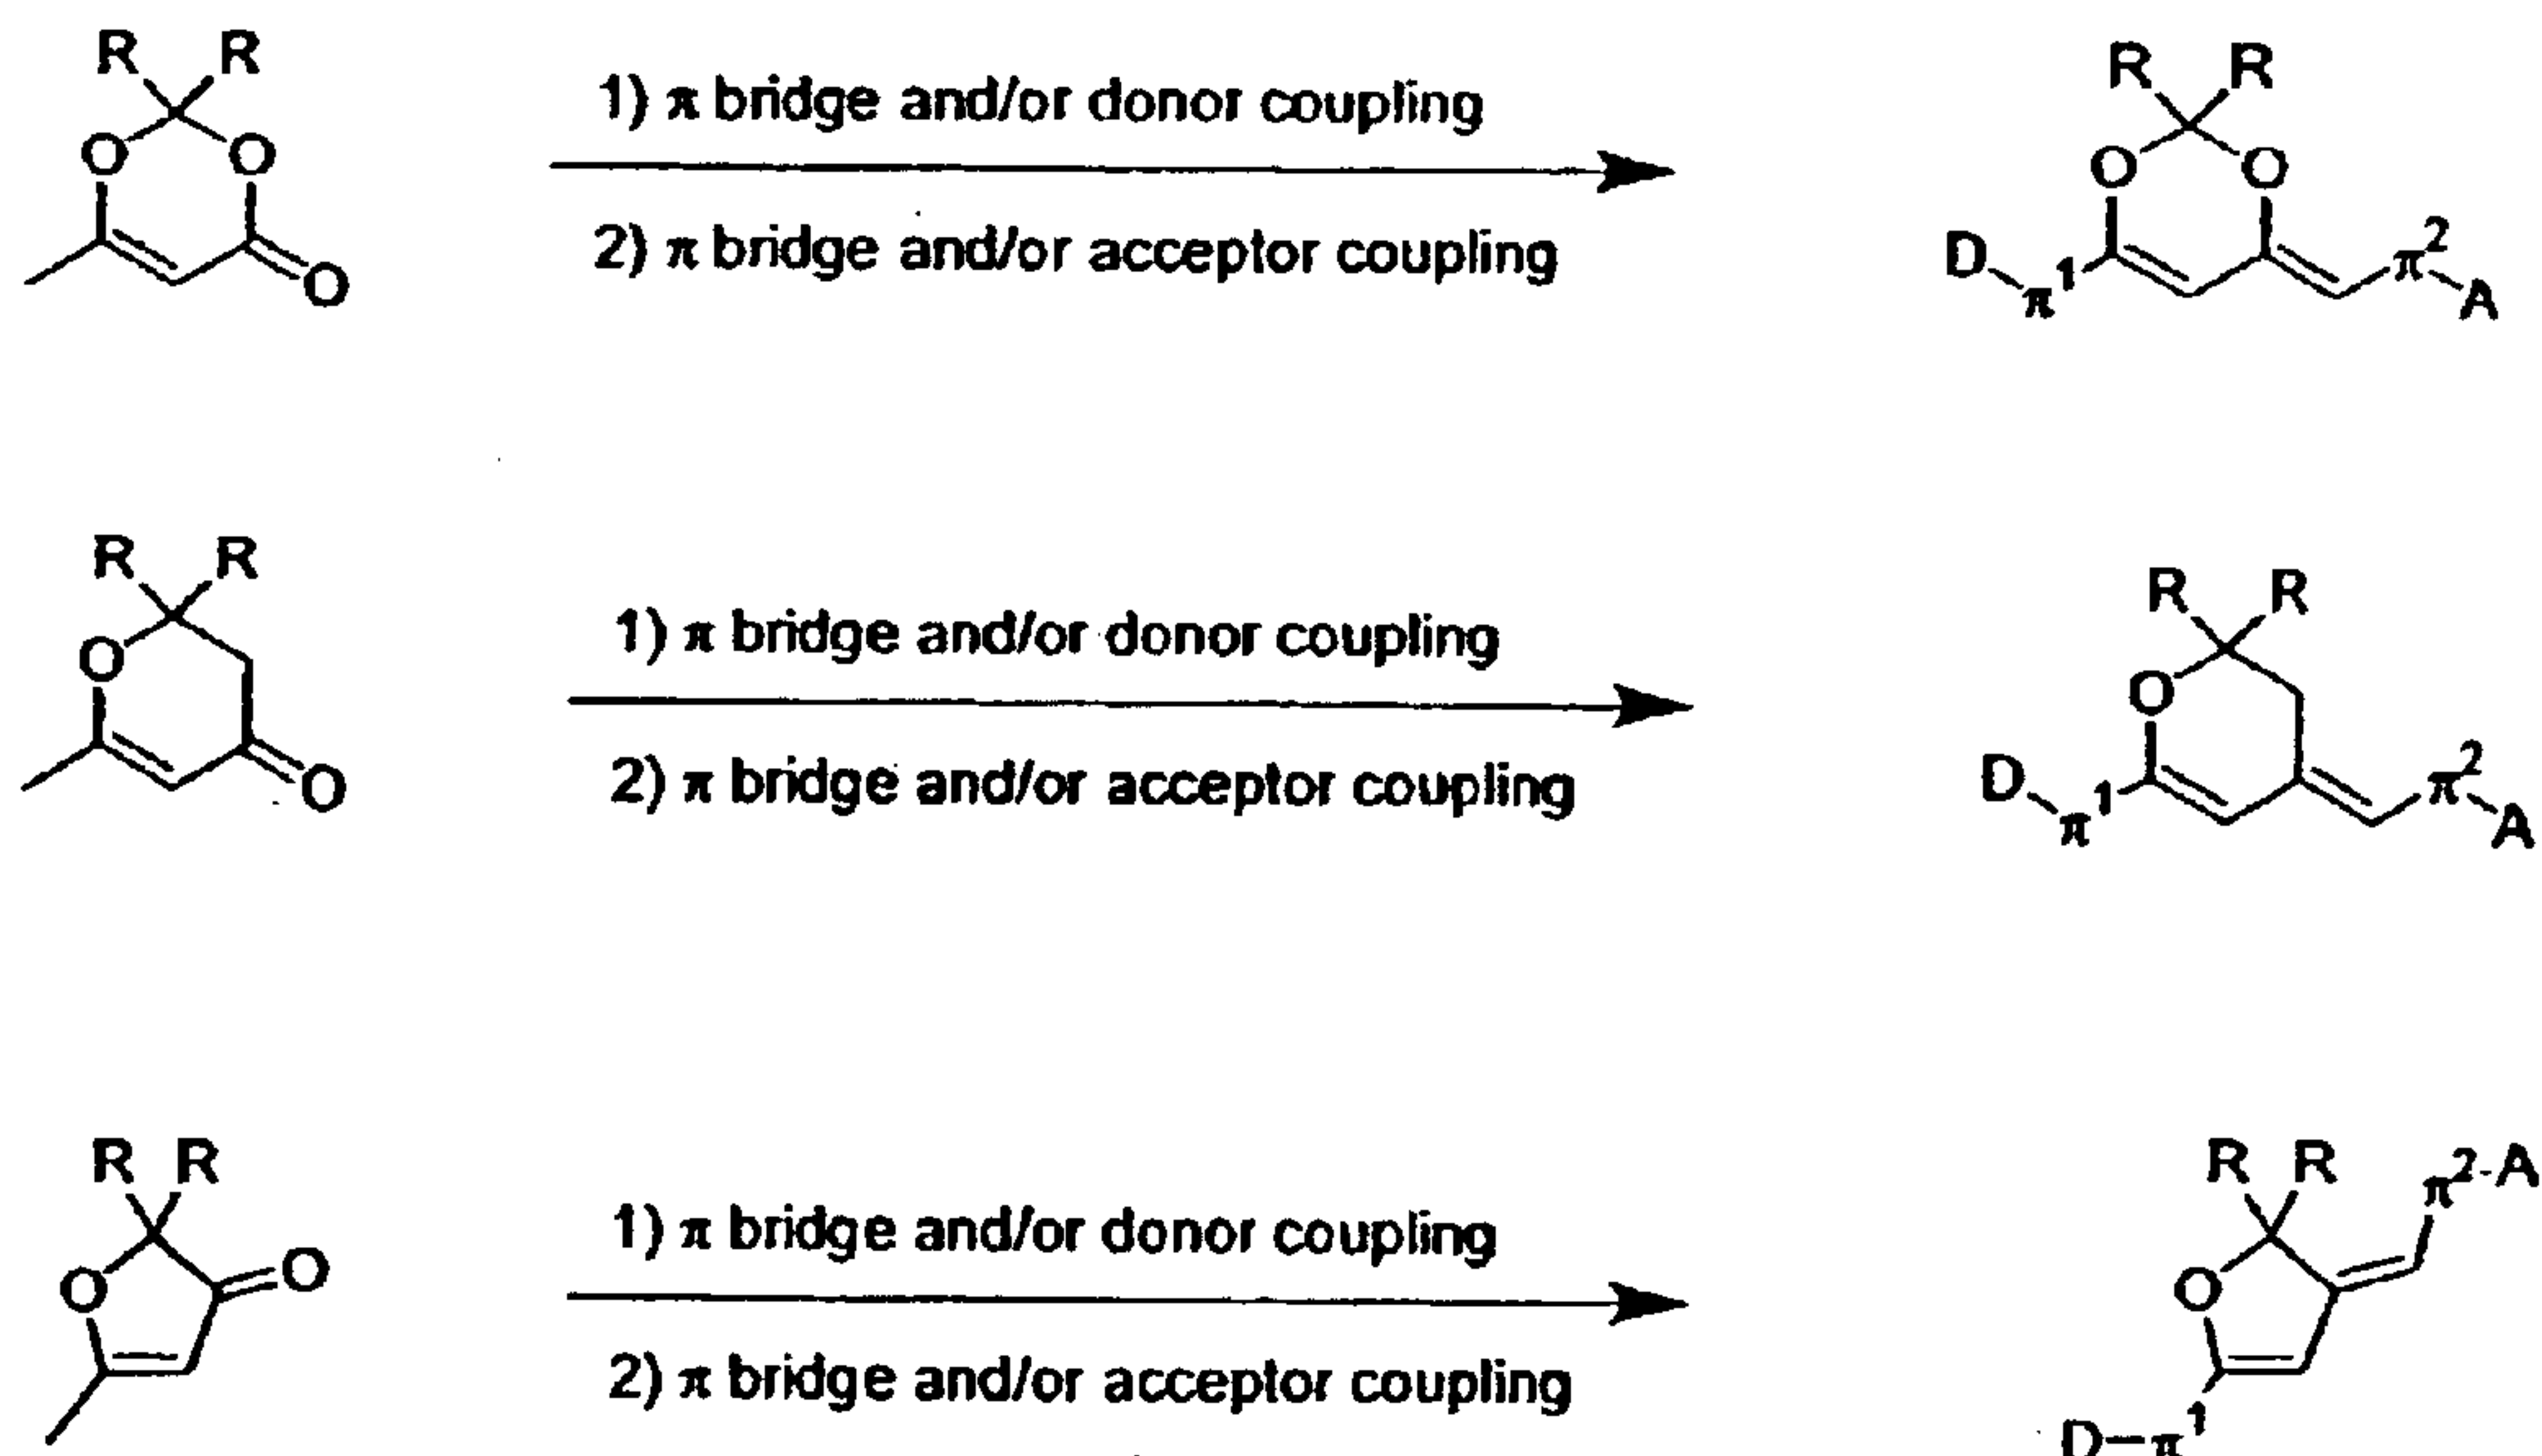 R R
O O
O
1) π bridge and/or donor coupling
2) π bridge and/or acceptor coupling
R R
O O
D π1 π2 A
R R
O
O
1) π bridge and/or donor coupling
2) π bridge and/or acceptor coupling
R R
O
D π1 π2 A
R R
O O
1) π bridge and/or donor coupling
2) π bridge and/or acceptor coupling
R R π2-A
O
D-π1